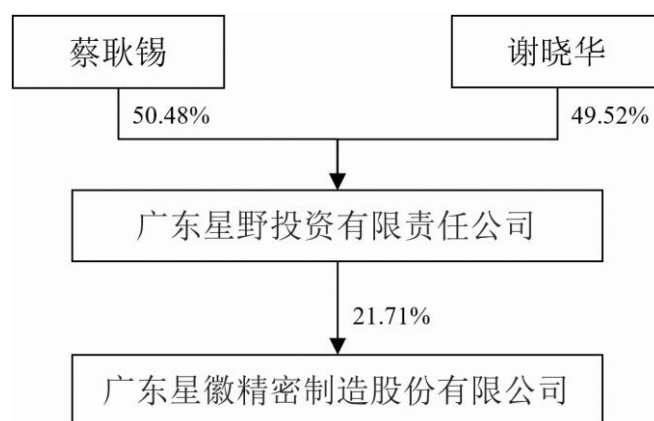 蔡耿锡
谢晓华
50.48%
49.52%
广东星野投资有限责任公司
21.71%
广东星徽精密制造股份有限公司